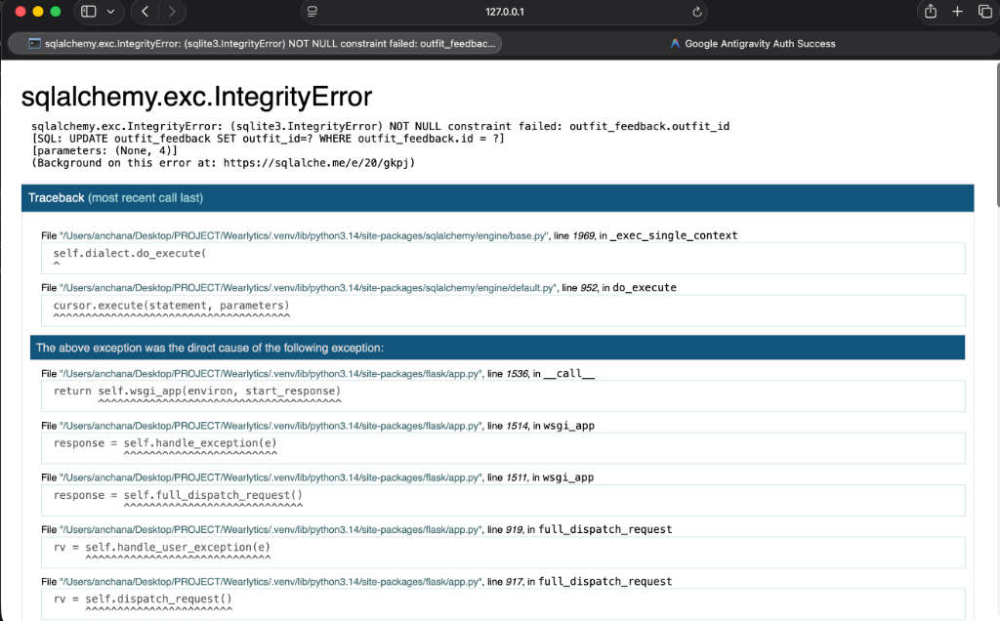 127.0.0.1
sqlalchemy.exc.IntegrityError: (sqlite3.IntegrityError) NOT NULL constraint failed: outfit_feedbac...
Google Antigravity Auth Success
sqlalchemy.exc.IntegrityError
sqlalchemy.exc.IntegrityError: (sqlite3.IntegrityError) NOT NULL constraint failed: outfit_feedback.outfit_id
[SQL: UPDATE outfit_feedback SET outfit_id=? WHERE outfit_feedback.id = ?]
[parameters: (None, 4)]
(Background on this error at: https://sqlalche.me/e/20/gkpj)
Traceback (most recent call last)
File "/Users/anchana/Desktop/PROJECT/Wearlytics/.venv/lib/python3.14/site-packages/sqlalchemy/engine/base.py", line 1969, in _exec_single_context
self.dialect.do_execute(
^
File "/Users/anchana/Desktop/PROJECT/Wearlytics/.venv/lib/python3.14/site-packages/sqlalchemy/engine/default.py", line 952, in do_execute
cursor.execute(statement, parameters)
^^^^^^^^^^^^^^^^^^^^^^^^^^^^^^^^^^^^^
The above exception was the direct cause of the following exception:
File "/Users/anchana/Desktop/PROJECT/Wearlytics/.venv/lib/python3.14/site-packages/flask/app.py", line 1536, in __call__
return self.wsgi_app(environ, start_response)
^^^^^^^^^^^^^^^^^^^^^^^^^^^^^^^^^^^^^^
File "/Users/anchana/Desktop/PROJECT/Wearlytics/.venv/lib/python3.14/site-packages/flask/app.py", line 1514, in wsgi_app
response = self.handle_exception(e)
^^^^^^^^^^^^^^^^^^^^^^^^
File "/Users/anchana/Desktop/PROJECT/Wearlytics/.venv/lib/python3.14/site-packages/flask/app.py", line 1511, in wsgi_app
response = self.full_dispatch_request()
^^^^^^^^^^^^^^^^^^^^^^^^^^^^
File "/Users/anchana/Desktop/PROJECT/Wearlytics/.venv/lib/python3.14/site-packages/flask/app.py", line 919, in full_dispatch_request
rv = self.handle_user_exception(e)
^^^^^^^^^^^^^^^^^^^^^^^^^^^^^
File "/Users/anchana/Desktop/PROJECT/Wearlytics/.venv/lib/python3.14/site-packages/flask/app.py", line 917, in full_dispatch_request
rv = self.dispatch_request()
^^^^^^^^^^^^^^^^^^^^^^^